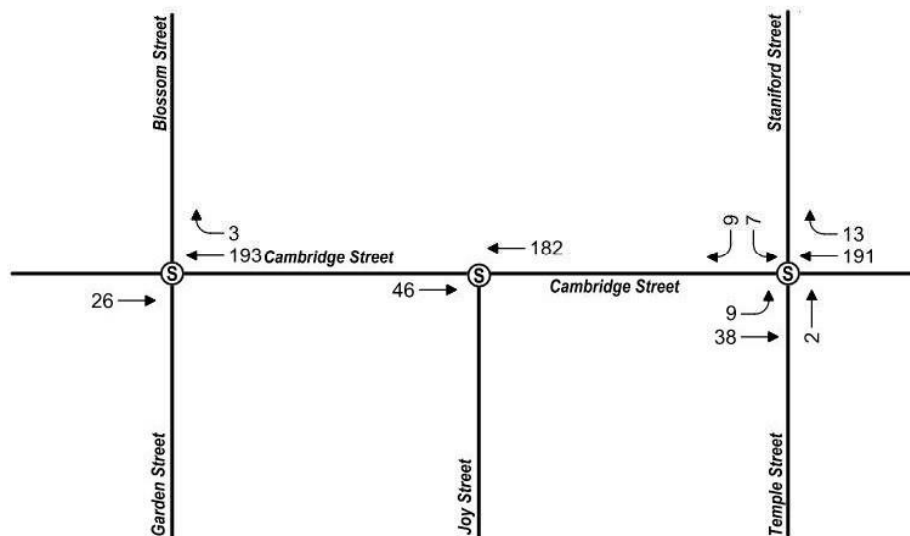 Blossom Street
Staniford Street
3
193
Cambridge Street
26
182
46
Cambridge Street
7
13
191
9
38
2
Garden Street
Joy Street
Temple Street
S
S
S